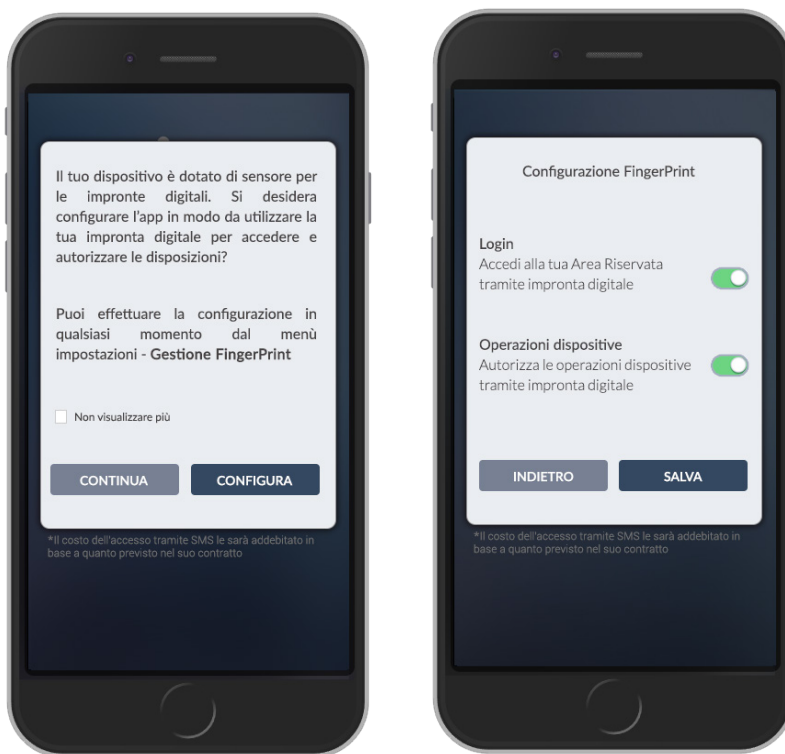 Il tuo dispositivo è dotato di sensore per
le impronte digitali. Si desidera
configurare l'app in modo da utilizzare la
tua impronta digitale per accedere e
autorizzare le disposizioni?
Puoi effettuare la configurazione in
qualsiasi momento dal menù
impostazioni - Gestione FingerPrint
Non visualizzare più
CONTINUA
CONFIGURA
*Il costo dell'accesso tramite SMS le sarà addebitato in
base a quanto previsto nel suo contratto
Configurazione FingerPrint
Login
Accedi alla tua Area Riservata
tramite impronta digitale
Operazioni dispositive
Autorizza le operazioni dispositive
tramite impronta digitale
INDIETRO
SALVA
*Il costo dell'accesso tramite SMS le sarà addebitato in
base a quanto previsto nel suo contratto